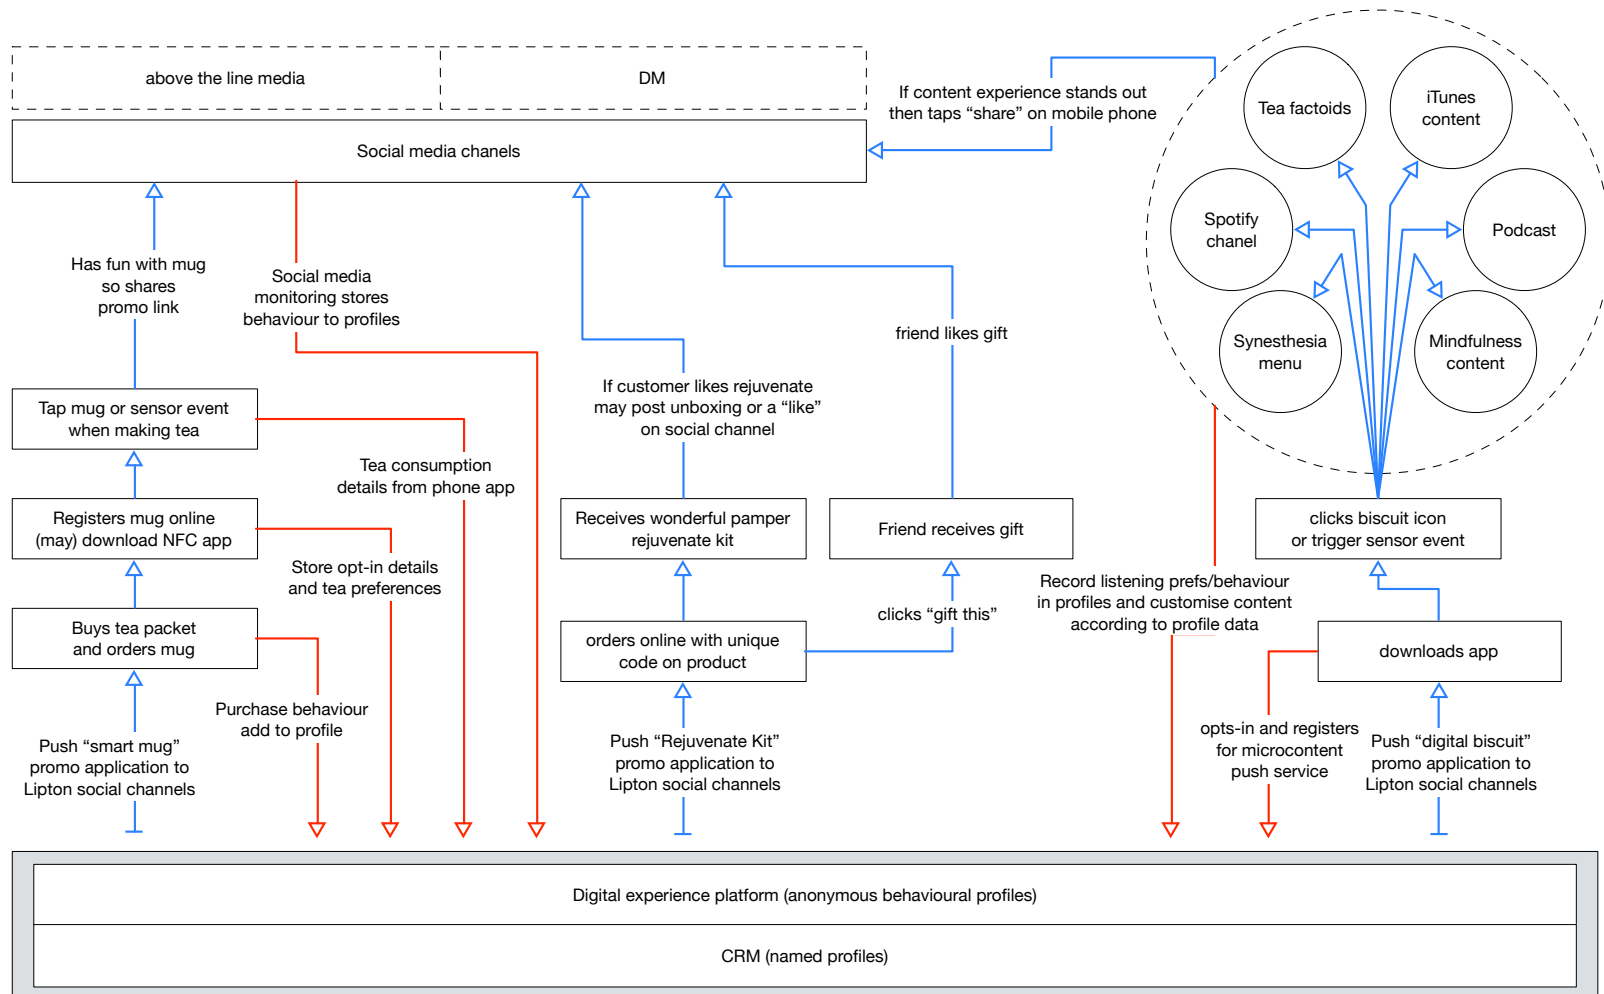 above the line media
DM
Social media chanels
If content experience stands out
then taps “share” on mobile phone
Tea factoids
iTunes
content
Spotify
chanel
Podcast
Synesthesia
menu
Mindfulness
content
Has fun with mug
so shares
promo link
Social media
monitoring stores
behaviour to profiles
friend likes gift
If customer likes rejuvenate
may post unboxing or a “like”
on social channel
Tap mug or sensor event
when making tea
Tea consumption
details from phone app
Registers mug online
(may) download NFC app
Receives wonderful pamper
rejuvenate kit
Friend receives gift
clicks biscuit icon
or trigger sensor event
Store opt-in details
and tea preferences
Record listening prefs/behaviour
in profiles and customise content
according to profile data
clicks “gift this”
Buys tea packet
and orders mug
orders online with unique
code on product
downloads app
Purchase behaviour
add to profile
Push “smart mug”
promo application to
Lipton social channels
Push “Rejuvenate Kit”
promo application to
Lipton social channels
opts-in and registers
for microcontent
push service
Push “digital biscuit”
promo application to
Lipton social channels
Digital experience platform (anonymous behavioural profiles)
CRM (named profiles)